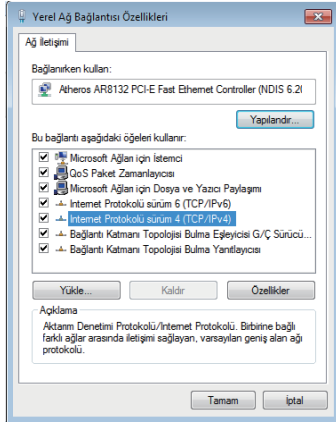 Yerel Ağ Bağlantısı Özellikleri
Ağ İletişimi
Bağlanırken kullan:
Atheros AR8132 PCI-E Fast Ethernet Controller (NDIS 6.20
Yapılandır...
Bu bağlantı aşağıdaki öğeleri kullanır:
Microsoft Ağları için İstemci
QoS Paket Zamanlayıcısı
Microsoft Ağları için Dosya ve Yazıcı Paylaşımı
Internet Protokolü sürüm 6 (TCP/IPv6)
Internet Protokolü sürüm 4 (TCP/IPv4)
Bağlantı Katmanı Topolojisi Bulma Eşleyicisi G/Ç Sürücü...
Bağlantı Katmanı Topolojisi Bulma Yanıtlayıcısı
Yükle...
Kaldır
Özellikler
Açıklama
Aktarım Denetimi Protokolü/Internet Protokolü. Birbirine bağlı
farklı ağlar arasında iletişimi sağlayan, varsayılan geniş alan ağı
protokolü.
Tamam
İptal